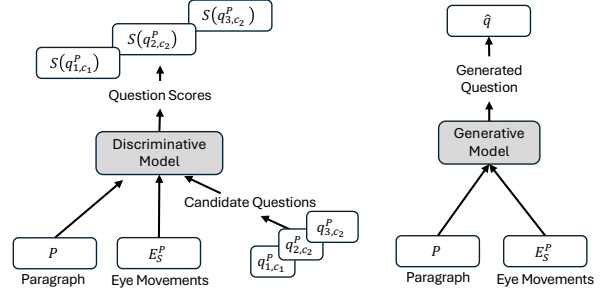 $S(q^P_{3,c_2})$
$S(q^P_{2,c_2})$
$S(q^P_{1,c_1})$
Question Scores
Discriminative
Model
Candidate Questions
$q^P_{3,c_2}$
$q^P_{2,c_2}$
$q^P_{1,c_1}$
$P$
$E^P_S$
Paragraph
Eye Movements
$\hat{q}$
Generated
Question
Generative
Model
$P$
$E^P_S$
Paragraph
Eye Movements